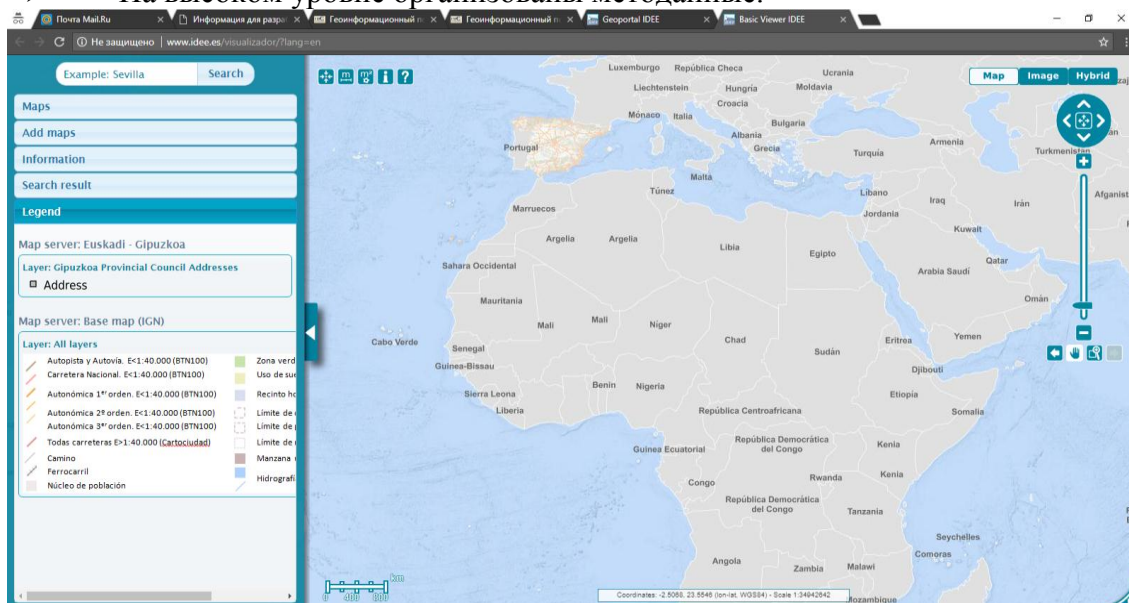 На высоком уровне организованы методанные.
Почта Mail.Ru
Информация для разраб
Геоинформационный п
Геоинформационный п
Geoportal IDEE
Basic Viewer IDEE
Не защищено | www.idee.es/visualizador/?lang=en
Example: Sevilla
Search
Maps
Add maps
Information
Search result
Legend
Map server: Euskadi - Gipuzkoa
Layer: Gipuzkoa Provincial Council Addresses
Address
Map server: Base map (IGN)
Layer: All layers
Autopista y Autovía. E<1:40.000 (BTN100)
Carretera Nacional. E<1:40.000 (BTN100)
Autonómica 1ᵉʳ orden. E<1:40.000 (BTN100)
Autonómica 2º orden. E<1:40.000 (BTN100)
Autonómica 3ᵉʳ orden. E<1:40.000 (BTN100)
Todas carreteras E>1:40.000 (Cartociudad)
Camino
Ferrocarril
Núcleo de población
Zona verd
Uso de sue
Recinto ho
Límite de
Límite de
Límite de
Manzana
Hidrografí
Map
Image
Hybrid
Luxemburgo
República Checa
Ucrania
Liechtenstein
Hungria
Moldavia
Croacia
Mónaco
Italia
Bulgaria
Albania
Portugal
Grecia
Turquía
Armenia
Turkmenistán
Malta
Túnez
Líbano
Iraq
Irán
Afganist
Marruecos
Jordania
Kuwait
Argelia
Argelia
Libia
Egipto
Qatar
Sahara Occidental
Arabia Saudí
Mauritania
Omán
Malí
Malí
Níger
Cabo Verde
Senegal
Chad
Sudán
Eritrea
Yemen
Guinea-Bissau
Djibouti
Benin
Nigeria
Sierra Leona
Etiopia
Liberia
República Centroafricana
Somalia
República Democrática
del Congo
Guinea Ecuatorial
Kenia
Kenia
Rwanda
Congo
República Democrática
del Congo
Tanzania
Seychelles
Comoras
Angola
Zambia
Malawi
Mozambique
km
0 400 800
Coordinates: -2.5068, 23.5546 (lon-lat, WGS84) - Scale 1:34942642